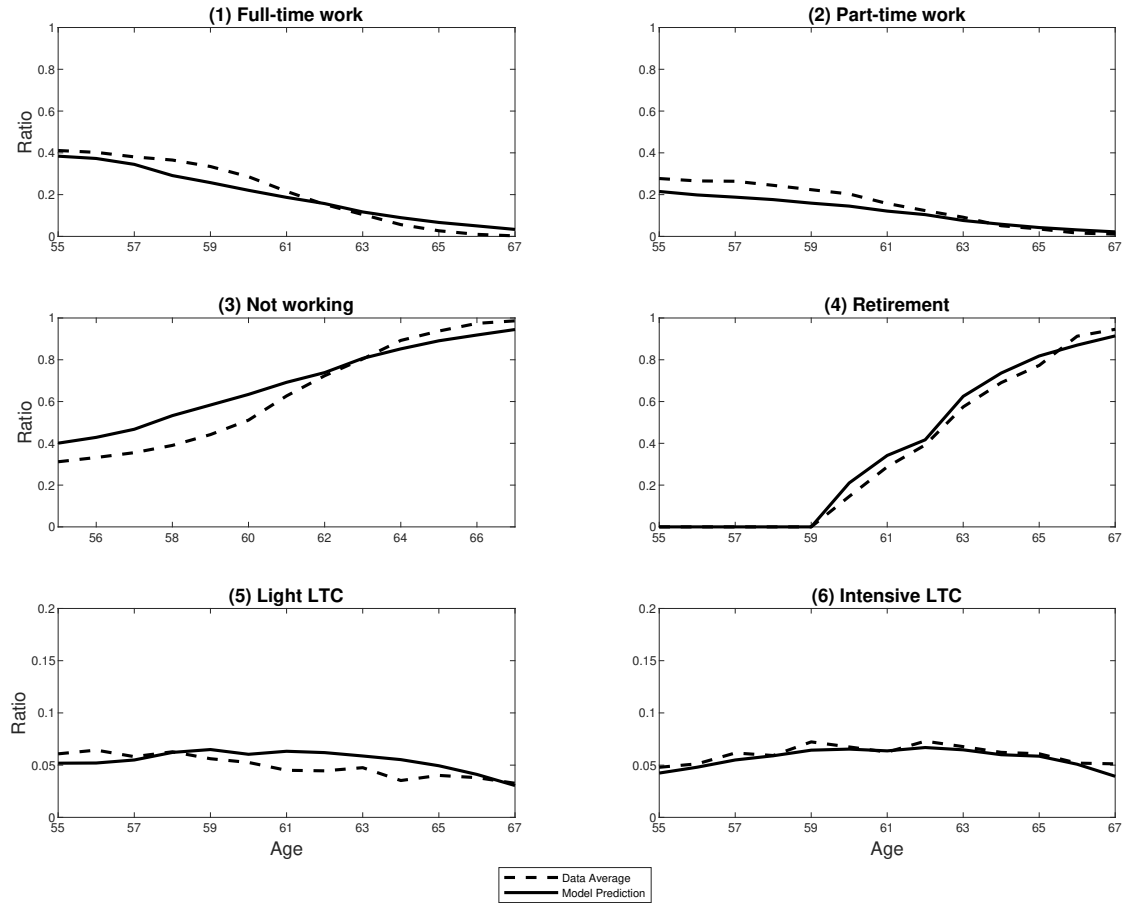 (1) Full-time work
(2) Part-time work
1
0.8
0.6
0.4
0.2
0
Ratio
55 57 59 61 63 65 67
1
0.8
0.6
0.4
0.2
0
55 57 59 61 63 65 67
(3) Not working
(4) Retirement
1
0.8
0.6
0.4
0.2
0
Ratio
56 58 60 62 64 66
1
0.8
0.6
0.4
0.2
0
55 57 59 61 63 65 67
(5) Light LTC
(6) Intensive LTC
0.2
0.15
0.1
0.05
0
Ratio
55 57 59 61 63 65 67
Age
0.2
0.15
0.1
0.05
0
55 57 59 61 63 65 67
Age
Data Average
Model Prediction